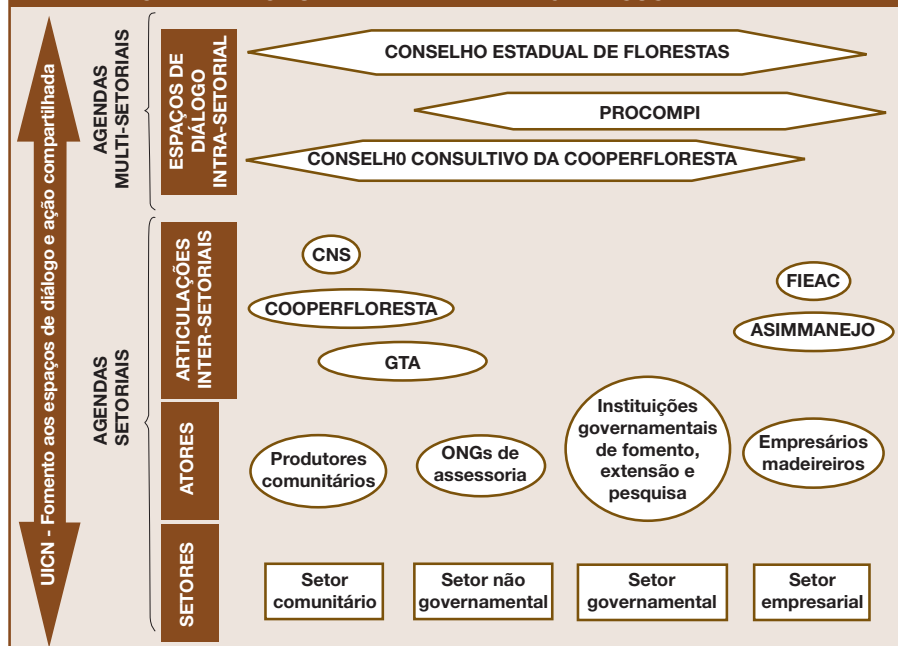 UICN - Fomento aos espaços de diálogo e ação compartilhada
AGENDAS
MULTI-SETORIAIS
ESPAÇOS DE
DIÁLOGO
INTRA-SETORIAL
CONSELHO ESTADUAL DE FLORESTAS
PROCOMPI
CONSELH0 CONSULTIVO DA COOPERFLORESTA
AGENDAS
SETORIAIS
ARTICULAÇÕES
INTER-SETORIAIS
CNS
COOPERFLORESTA
GTA
FIEAC
ASIMMANEJO
ATORES
Produtores
comunitários
ONGs de
assessoria
Instituições
governamentais
de fomento,
extensão e
pesquisa
Empresários
madeireiros
SETORES
Setor
comunitário
Setor não
governamental
Setor
governamental
Setor
empresarial